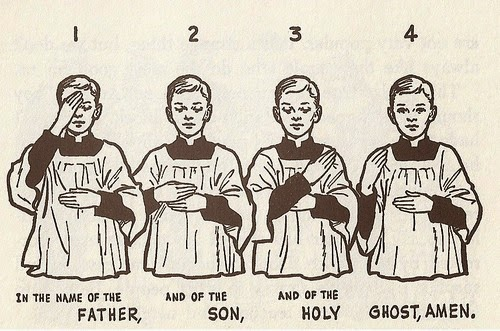 1 2 3 4
IN THE NAME OF THE AND OF THE AND OF THE
FATHER, SON, HOLY GHOST, AMEN.